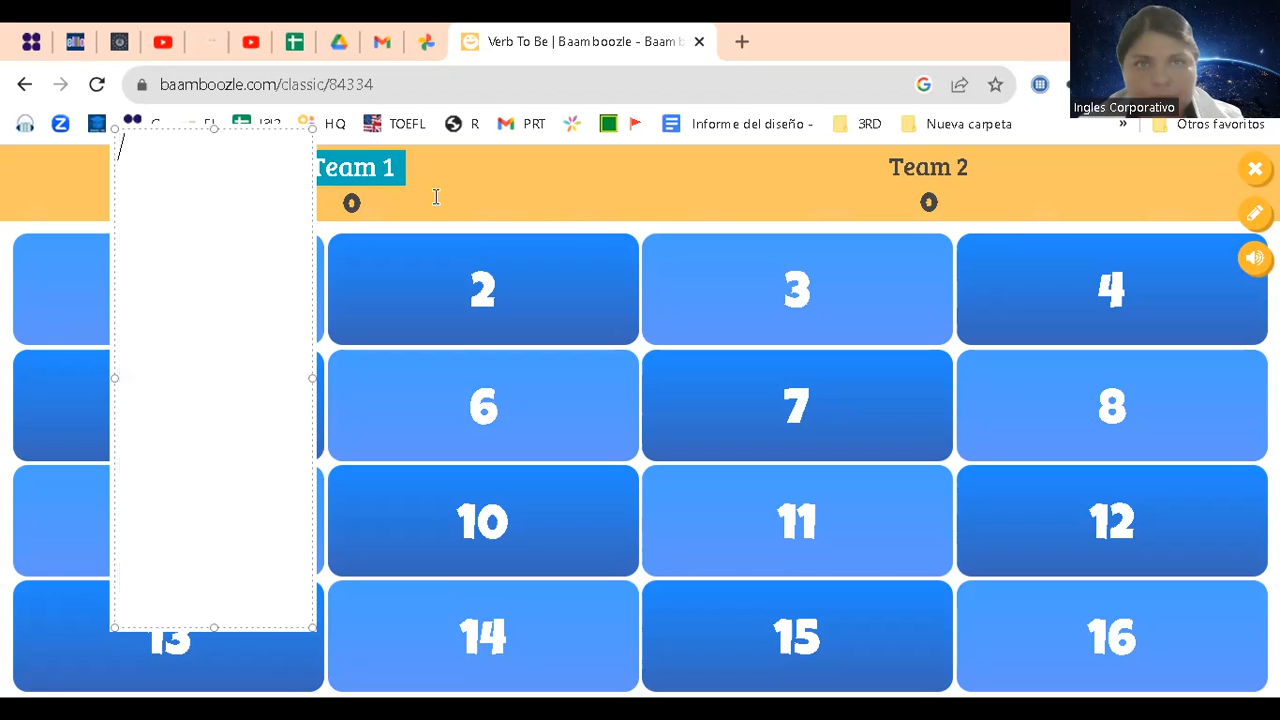 Verb To Be | Baamboozle - Baamb
Ingles Corporativo
baamboozle.com/classic/84334
HQ
TOEFL
R
PRT
Informe del diseño -
3RD
Nueva carpeta
»
Otros favoritos
Team 1
Team 2
0
0
2
3
4
6
7
8
10
11
12
13
14
15
16